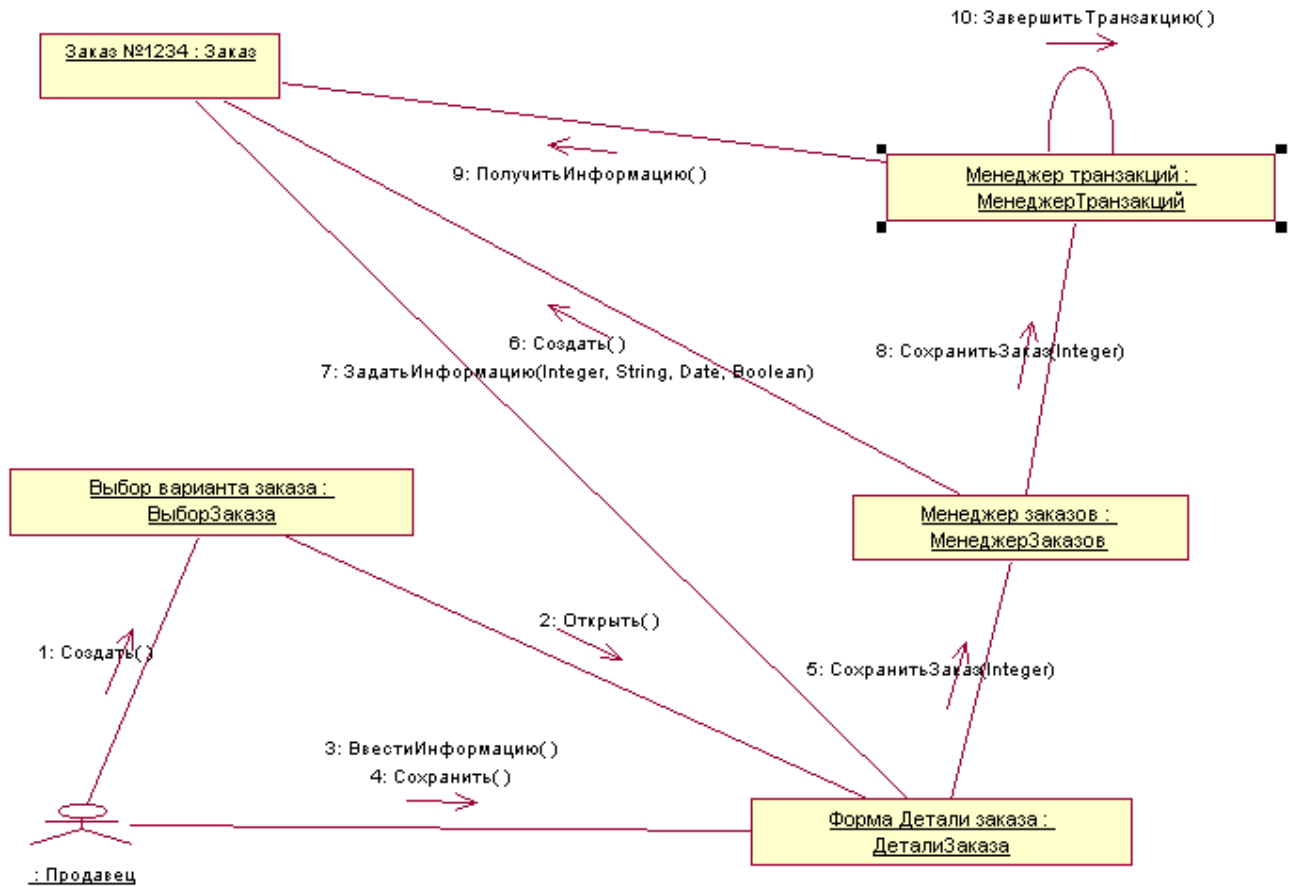 10: ЗавершитьТранзакцию( )
Заказ №1234 : Заказ
9: ПолучитьИнформацию( )
Менеджер транзакций :
МенеджерТранзакций
6: Создать( )
7: ЗадатьИнформацию(Integer, String, Date, Boolean)
8: СохранитьЗаказ(Integer)
Выбор варианта заказа :
ВыборЗаказа
Менеджер заказов :
МенеджерЗаказов
2: Открыть( )
1: Создать( )
5: СохранитьЗаказ(Integer)
3: ВвестиИнформацию( )
4: Сохранить( )
Форма Детали заказа :
ДеталиЗаказа
: Продавец